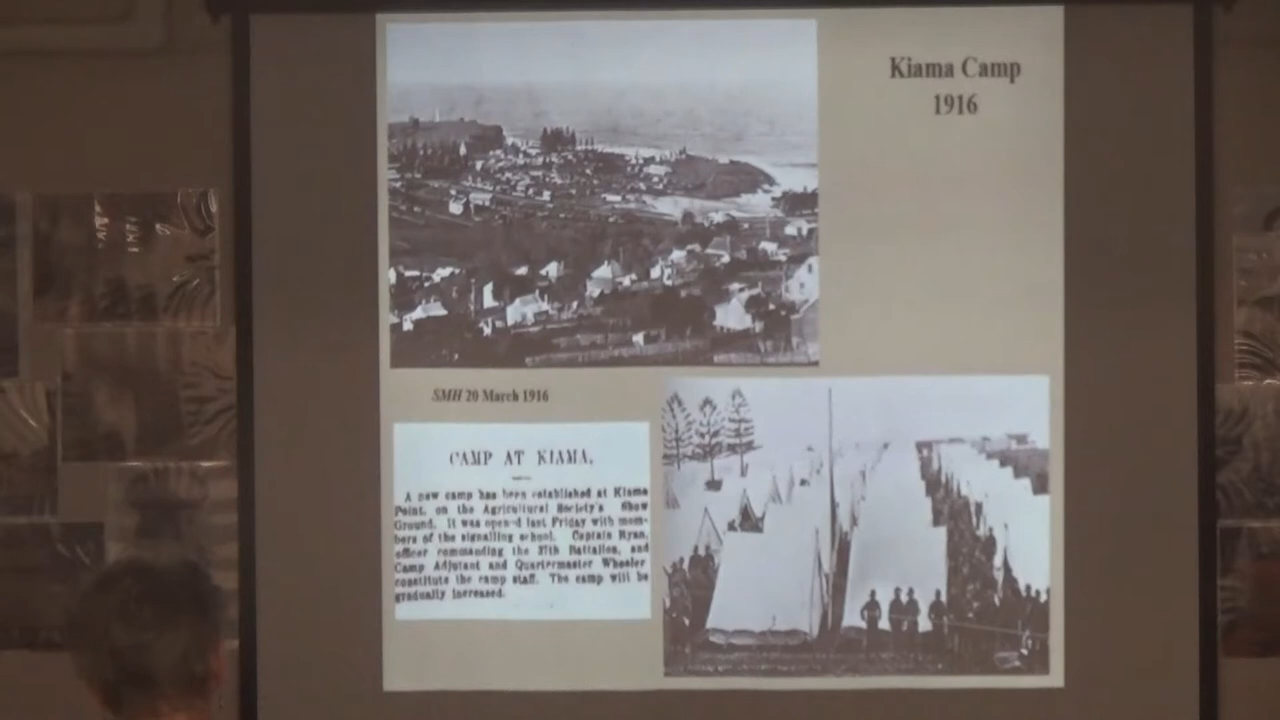 Kiama Camp
1916
SMH 20 March 1916
CAMP AT KIAMA.
A new camp has been established at Kiama
Point, on the Agricultural Society's Show
Ground. It was opened last Friday with mem-
bers of the signalling school. Captain Ryan,
officer commanding the 37th Battalion, and
Camp Adjutant and Quartermaster Wheeler
constitute the camp staff. The camp will be
gradually increased.